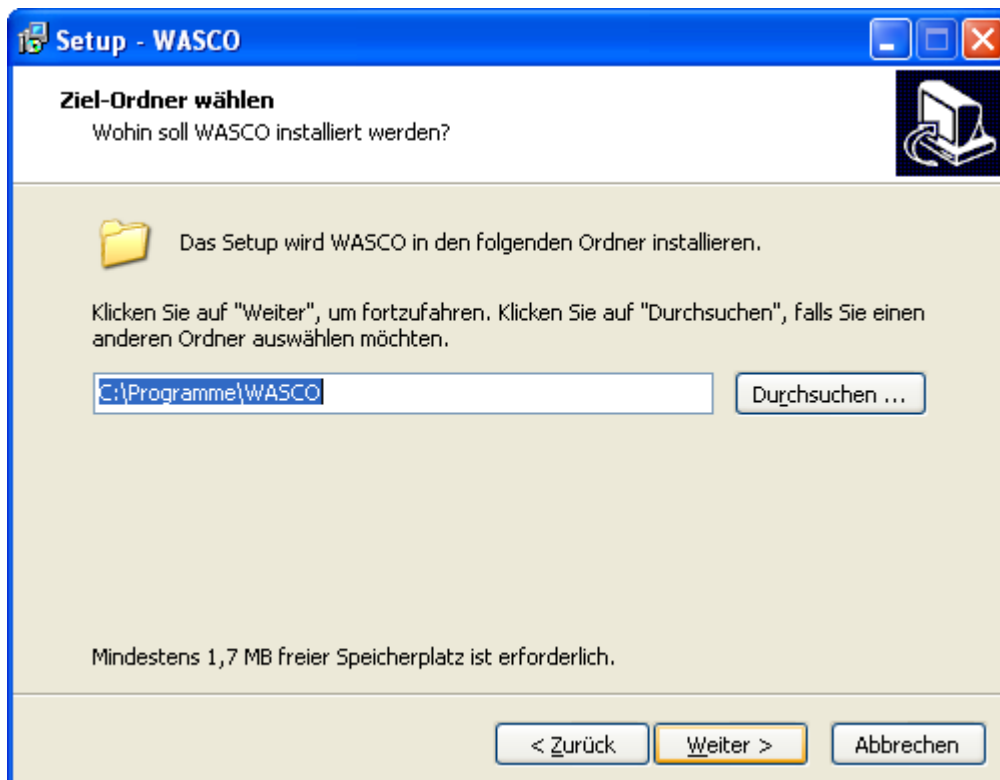 Setup - WASCO
Ziel-Ordner wählen
Wohin soll WASCO installiert werden?
Das Setup wird WASCO in den folgenden Ordner installieren.
Klicken Sie auf "Weiter", um fortzufahren. Klicken Sie auf "Durchsuchen", falls Sie einen
anderen Ordner auswählen möchten.
C:\Programme\WASCO
Durchsuchen ...
Mindestens 1,7 MB freier Speicherplatz ist erforderlich.
< Zurück
Weiter >
Abbrechen